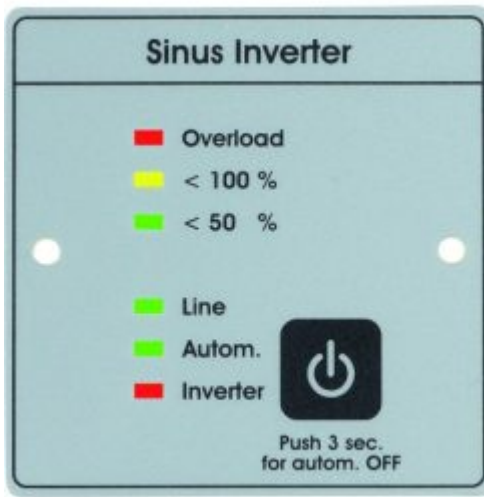 Sinus Inverter
Overload
< 100 %
< 50 %
Line
Autom.
Inverter
Push 3 sec.
for autom. OFF